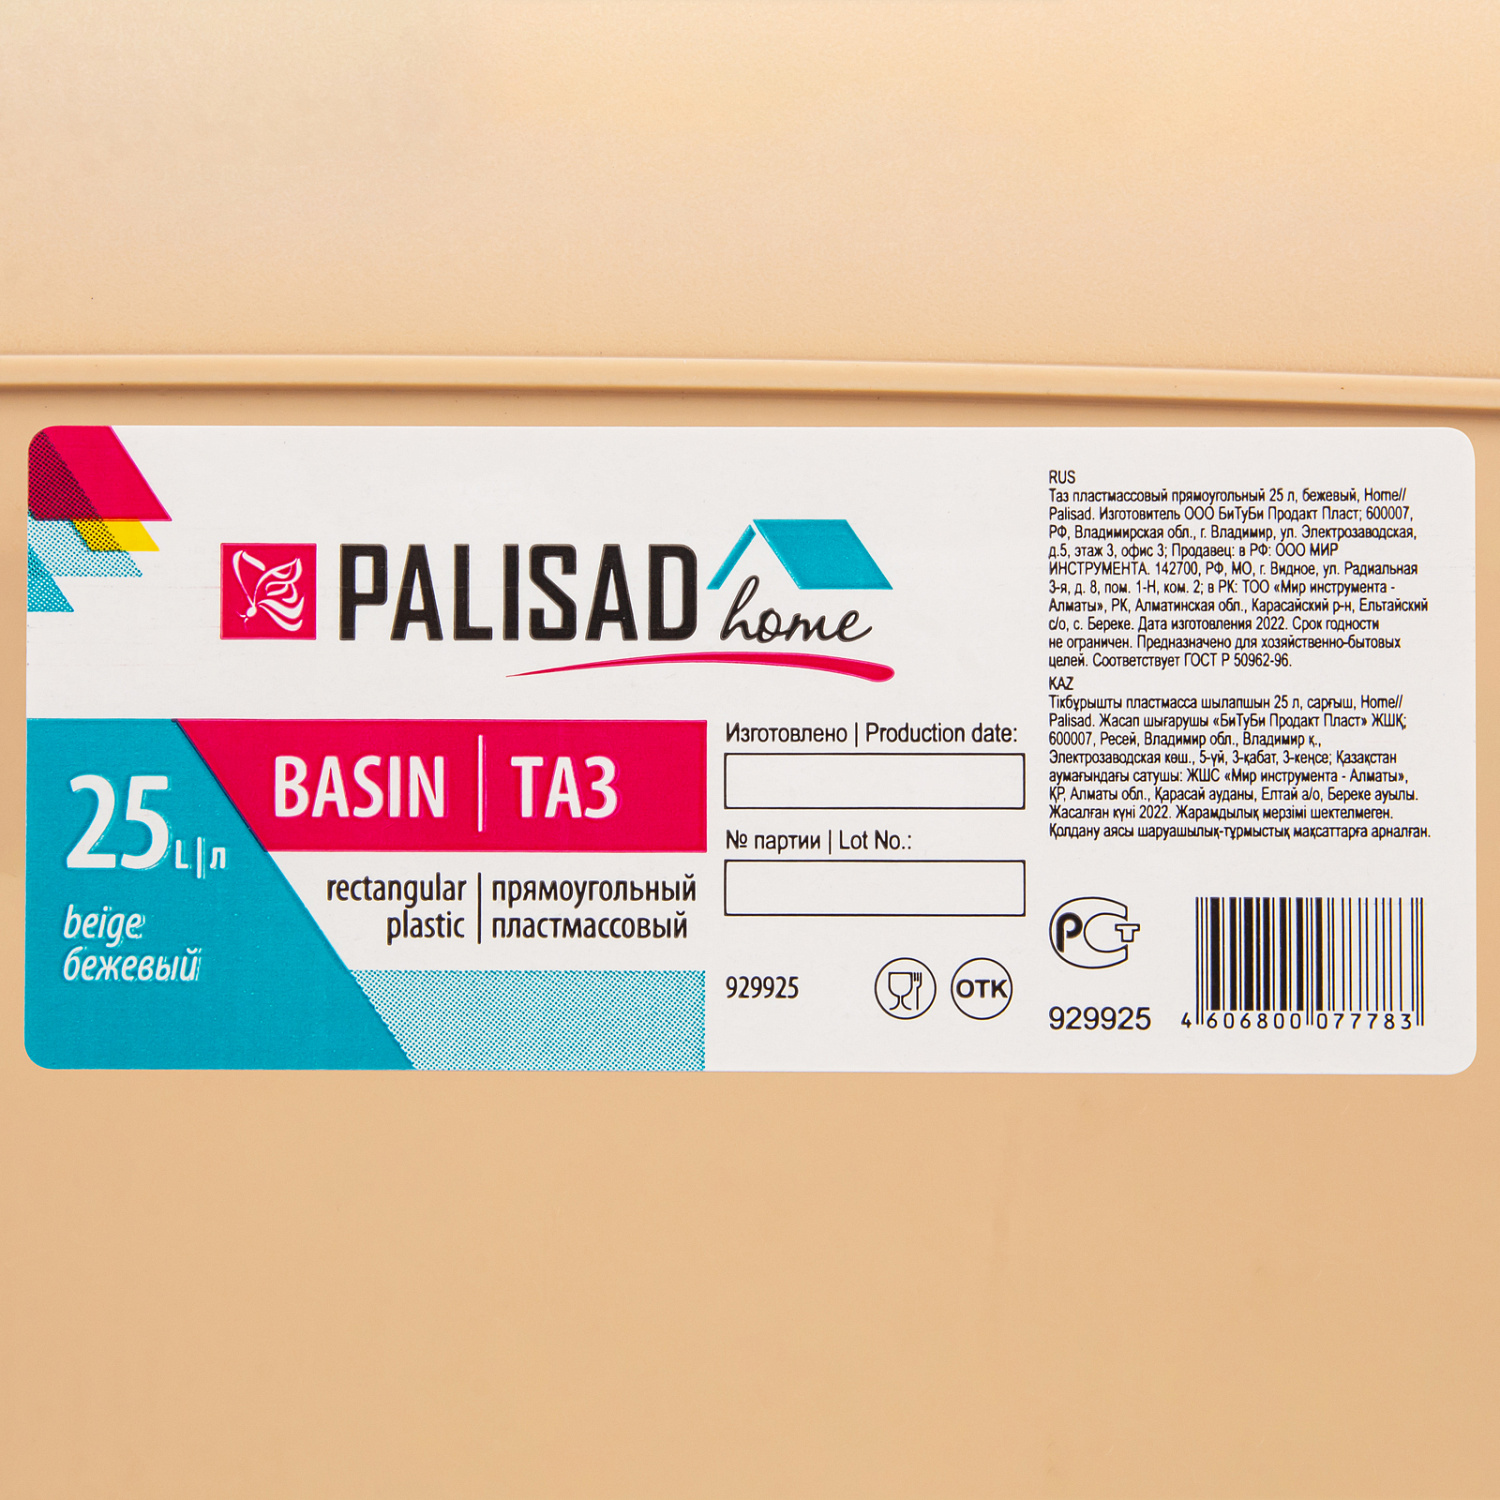 PALISAD
home
25 L|л
beige
бежевый
BASIN | ТАЗ
rectangular | прямоугольный
plastic | пластмассовый
Изготовлено | Production date:
№ партии | Lot No.:
929925
ОТК
RUS
Таз пластмассовый прямоугольный 25 л, бежевый, Home//
Palisad. Изготовитель ООО БиТуБи Продакт Пласт; 600007,
РФ, Владимирская обл., г. Владимир, ул. Электрозаводская,
д.5, этаж 3, офис 3; Продавец: в РФ: ООО МИР
ИНСТРУМЕНТА. 142700, РФ, МО, г. Видное, ул. Радиальная
3-я, д. 8, пом. 1-Н, ком. 2; в РК: ТОО «Мир инструмента -
Алматы», РК, Алматинская обл., Карасайский р-н, Ельтайский
с/о, с. Береке. Дата изготовления 2022. Срок годности
не ограничен. Предназначено для хозяйственно-бытовых
целей. Соответствует ГОСТ Р 50962-96.
KAZ
Тікбұрышты пластмасса шылапшын 25 л, сарғыш, Home//
Palisad. Жасап шығарушы «БиТуБи Продакт Пласт» ЖШҚ;
600007, Ресей, Владимир обл., Владимир қ.,
Электрозаводская көш., 5-үй, 3-қабат, 3-кеңсе; Қазақстан
аумағындағы сатушы: ЖШС «Мир инструмента - Алматы»,
ҚР, Алматы обл., Қарасай ауданы, Елтай а/о, Береке ауылы.
Жасалған күні 2022. Жарамдылық мерзімі шектелмеген.
Қолдану аясы шаруашылық-тұрмыстық мақсаттарға арналған.
РСТ
929925
4 606800 077783